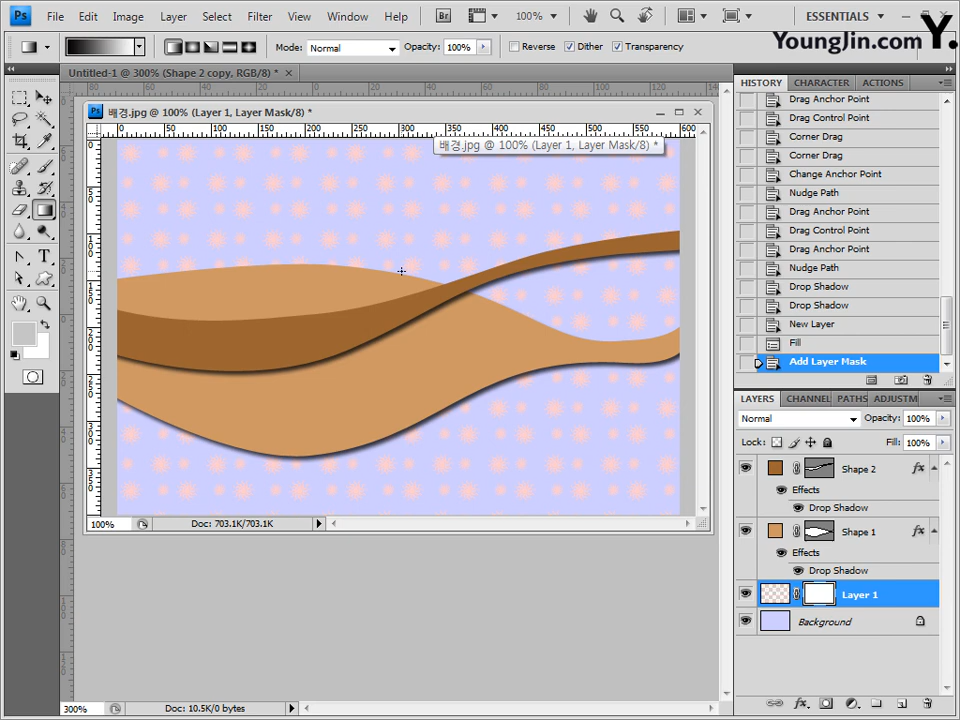 Ps File Edit Image Layer Select Filter View Window Help Br 100% ESSENTIALS
YoungJin.com Y.
Mode: Normal Opacity: 100% Reverse Dither Transparency
Untitled-1 @ 300% (Shape 2 copy, RGB/8) * ×
Ps 배경.jpg @ 100% (Layer 1, Layer Mask/8) *
0 50 100 150 200 250 300 350 400 450 500 550 600
배경.jpg @ 100% (Layer 1, Layer Mask/8) *
100% Doc: 703.1K/703.1K
300% Doc: 10.5K/0 bytes
HISTORY CHARACTER ACTIONS
Drag Anchor Point
Drag Control Point
Corner Drag
Corner Drag
Change Anchor Point
Nudge Path
Drag Anchor Point
Drag Control Point
Drag Anchor Point
Nudge Path
Drop Shadow
Drop Shadow
New Layer
Fill
Add Layer Mask
LAYERS CHANNEL PATHS ADJUSTM
Normal Opacity: 100%
Lock: Fill: 100%
Shape 2 fx
Effects
Drop Shadow
Shape 1 fx
Effects
Drop Shadow
Layer 1
Background